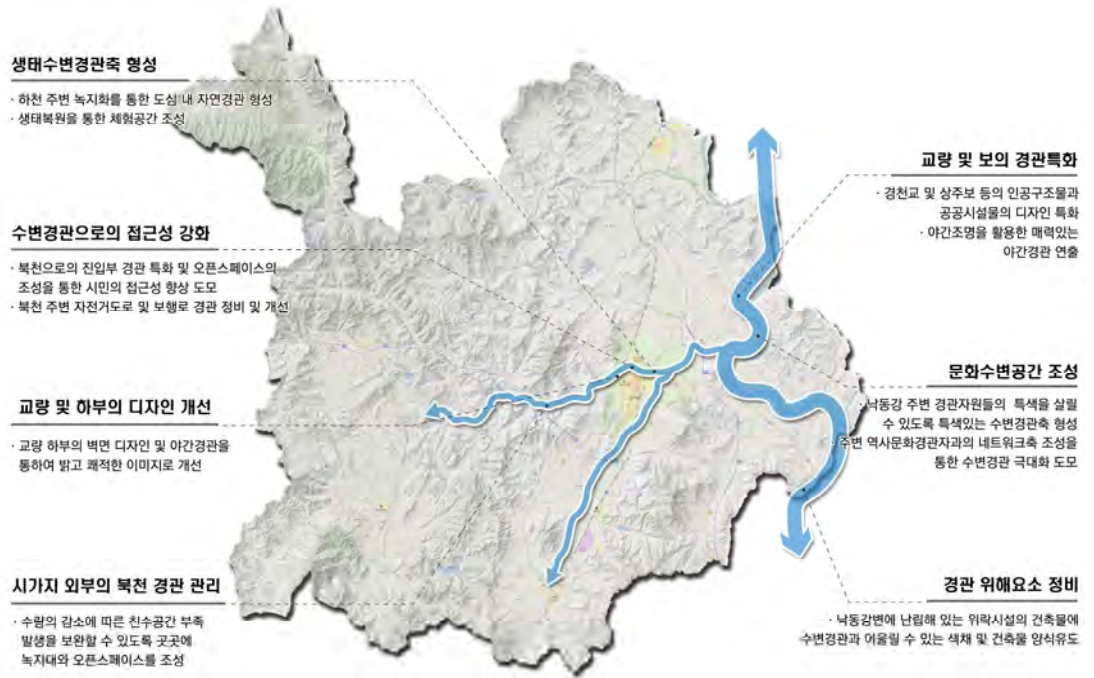 생태수변경관축 형성
· 하천 주변 녹지화를 통한 도심 내 자연경관 형성
· 생태복원을 통한 체험공간 조성
수변경관으로의 접근성 강화
· 북천으로의 진입부 경관 특화 및 오픈스페이스의
조성을 통한 시민의 접근성 향상 도모
· 북천 주변 자전거도로 및 보행로 경관 정비 및 개선
교량 및 하부의 디자인 개선
· 교량 하부의 벽면 디자인 및 야간경관을
통하여 밝고 쾌적한 이미지로 개선
시가지 외부의 북천 경관 관리
· 수량의 감소에 따른 친수공간 부족
발생을 보완할 수 있도록 곳곳에
녹지대와 오픈스페이스를 조성
교량 및 보의 경관특화
· 경천교 및 상주보 등의 인공구조물과
공공시설물의 디자인 특화
· 야간조명을 활용한 매력있는
야간경관 연출
문화수변공간 조성
· 낙동강 주변 경관자원들의 특색을 살릴
수 있도록 특색있는 수변경관축 형성
· 주변 역사문화경관자과의 네트워크축 조성을
통한 수변경관 극대화 도모
경관 위해요소 정비
· 낙동강변에 난립해 있는 위락시설의 건축물에
수변경관과 어울릴 수 있는 색채 및 건축물 양식유도